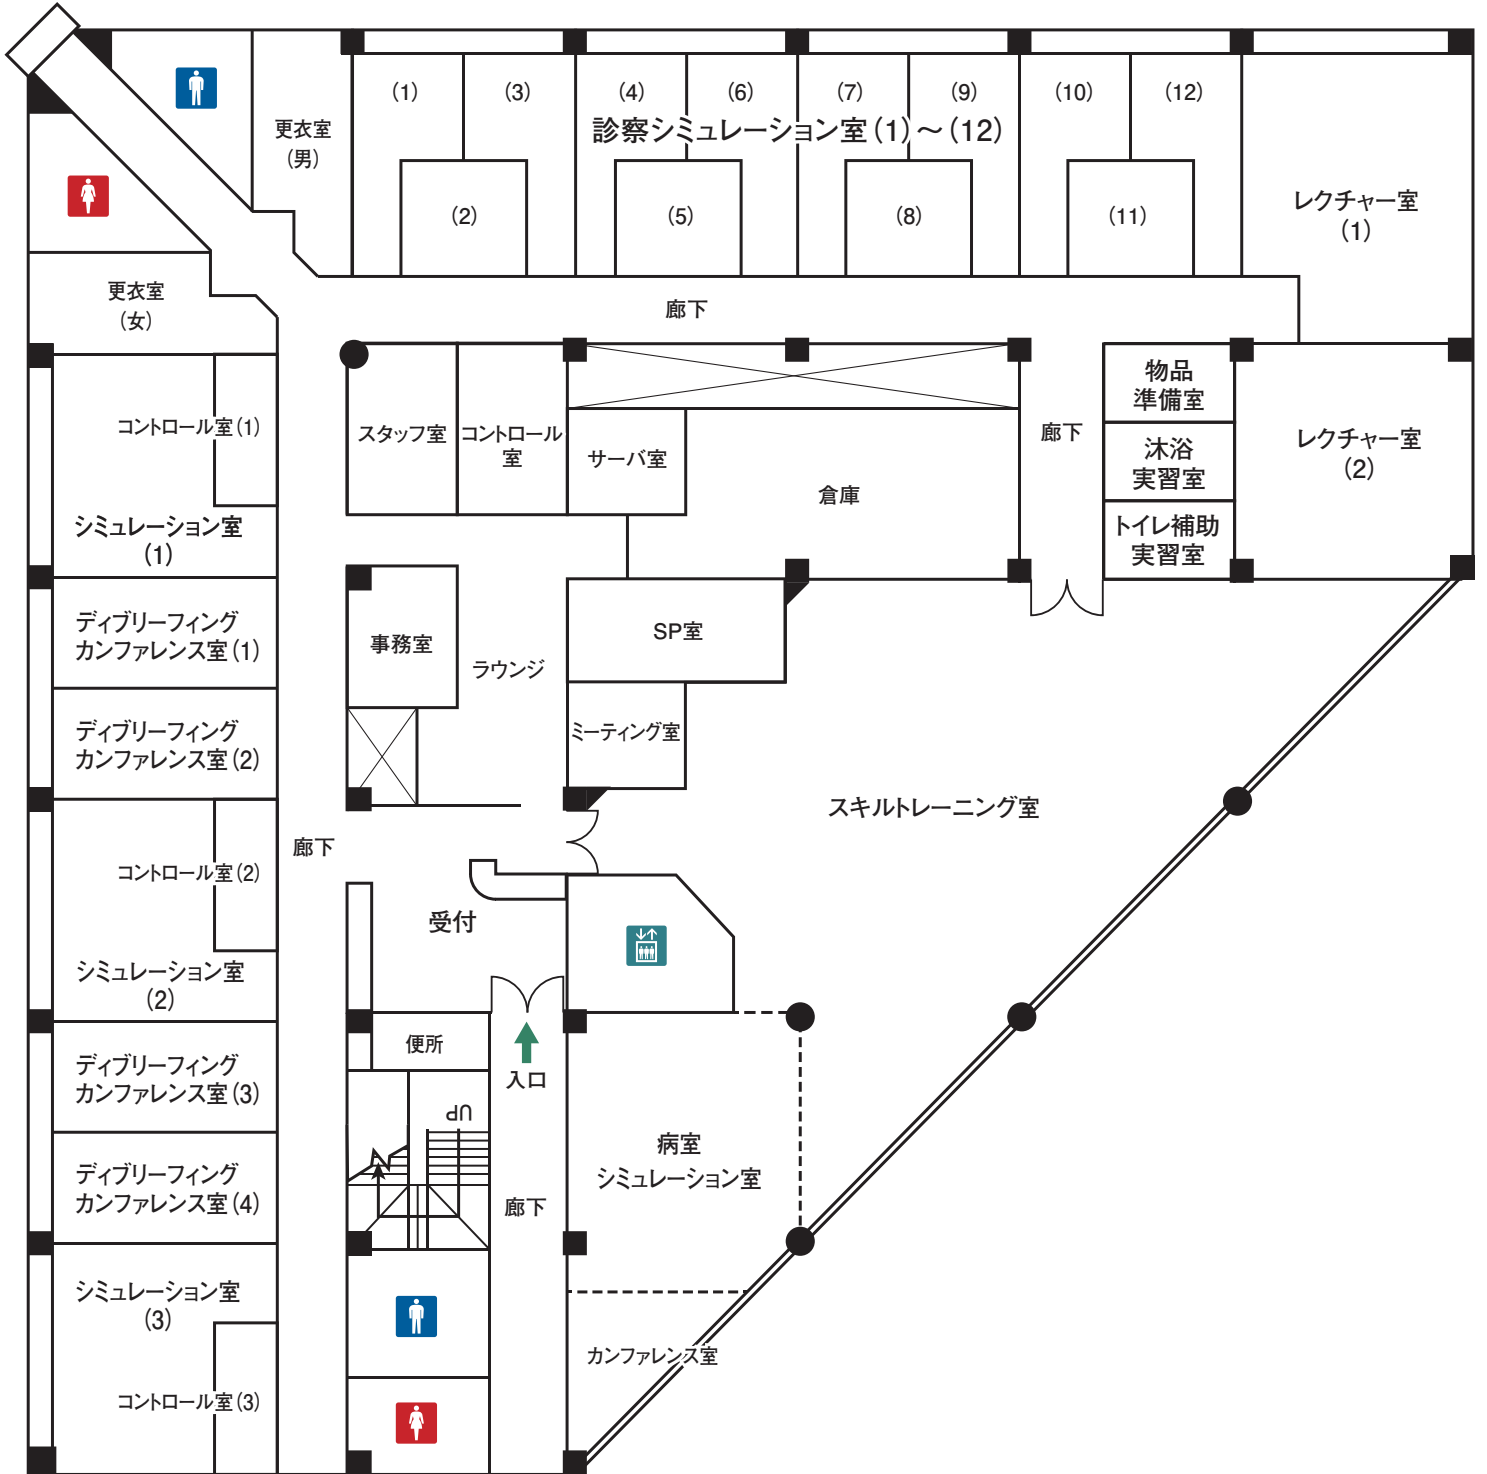 (1)
(3)
(4)
(6)
(7)
(9)
(10)
(12)
診察シミュレーション室(1)～(12)
更衣室
(男)
(2)
(5)
(8)
(11)
レクチャー室
(1)
更衣室
(女)
廊下
コントロール室(1)
シミュレーション室
(1)
スタッフ室
コントロール
室
サーバ室
倉庫
廊下
物品
準備室
沐浴
実習室
トイレ補助
実習室
レクチャー室
(2)
ディブリーフィング
カンファレンス室(1)
ディブリーフィング
カンファレンス室(2)
事務室
ラウンジ
SP室
ミーティング室
スキルトレーニング室
廊下
コントロール室(2)
シミュレーション室
(2)
受付
便所
入口
UP
ディブリーフィング
カンファレンス室(3)
ディブリーフィング
カンファレンス室(4)
病室
シミュレーション室
廊下
シミュレーション室
(3)
コントロール室(3)
カンファレンス室